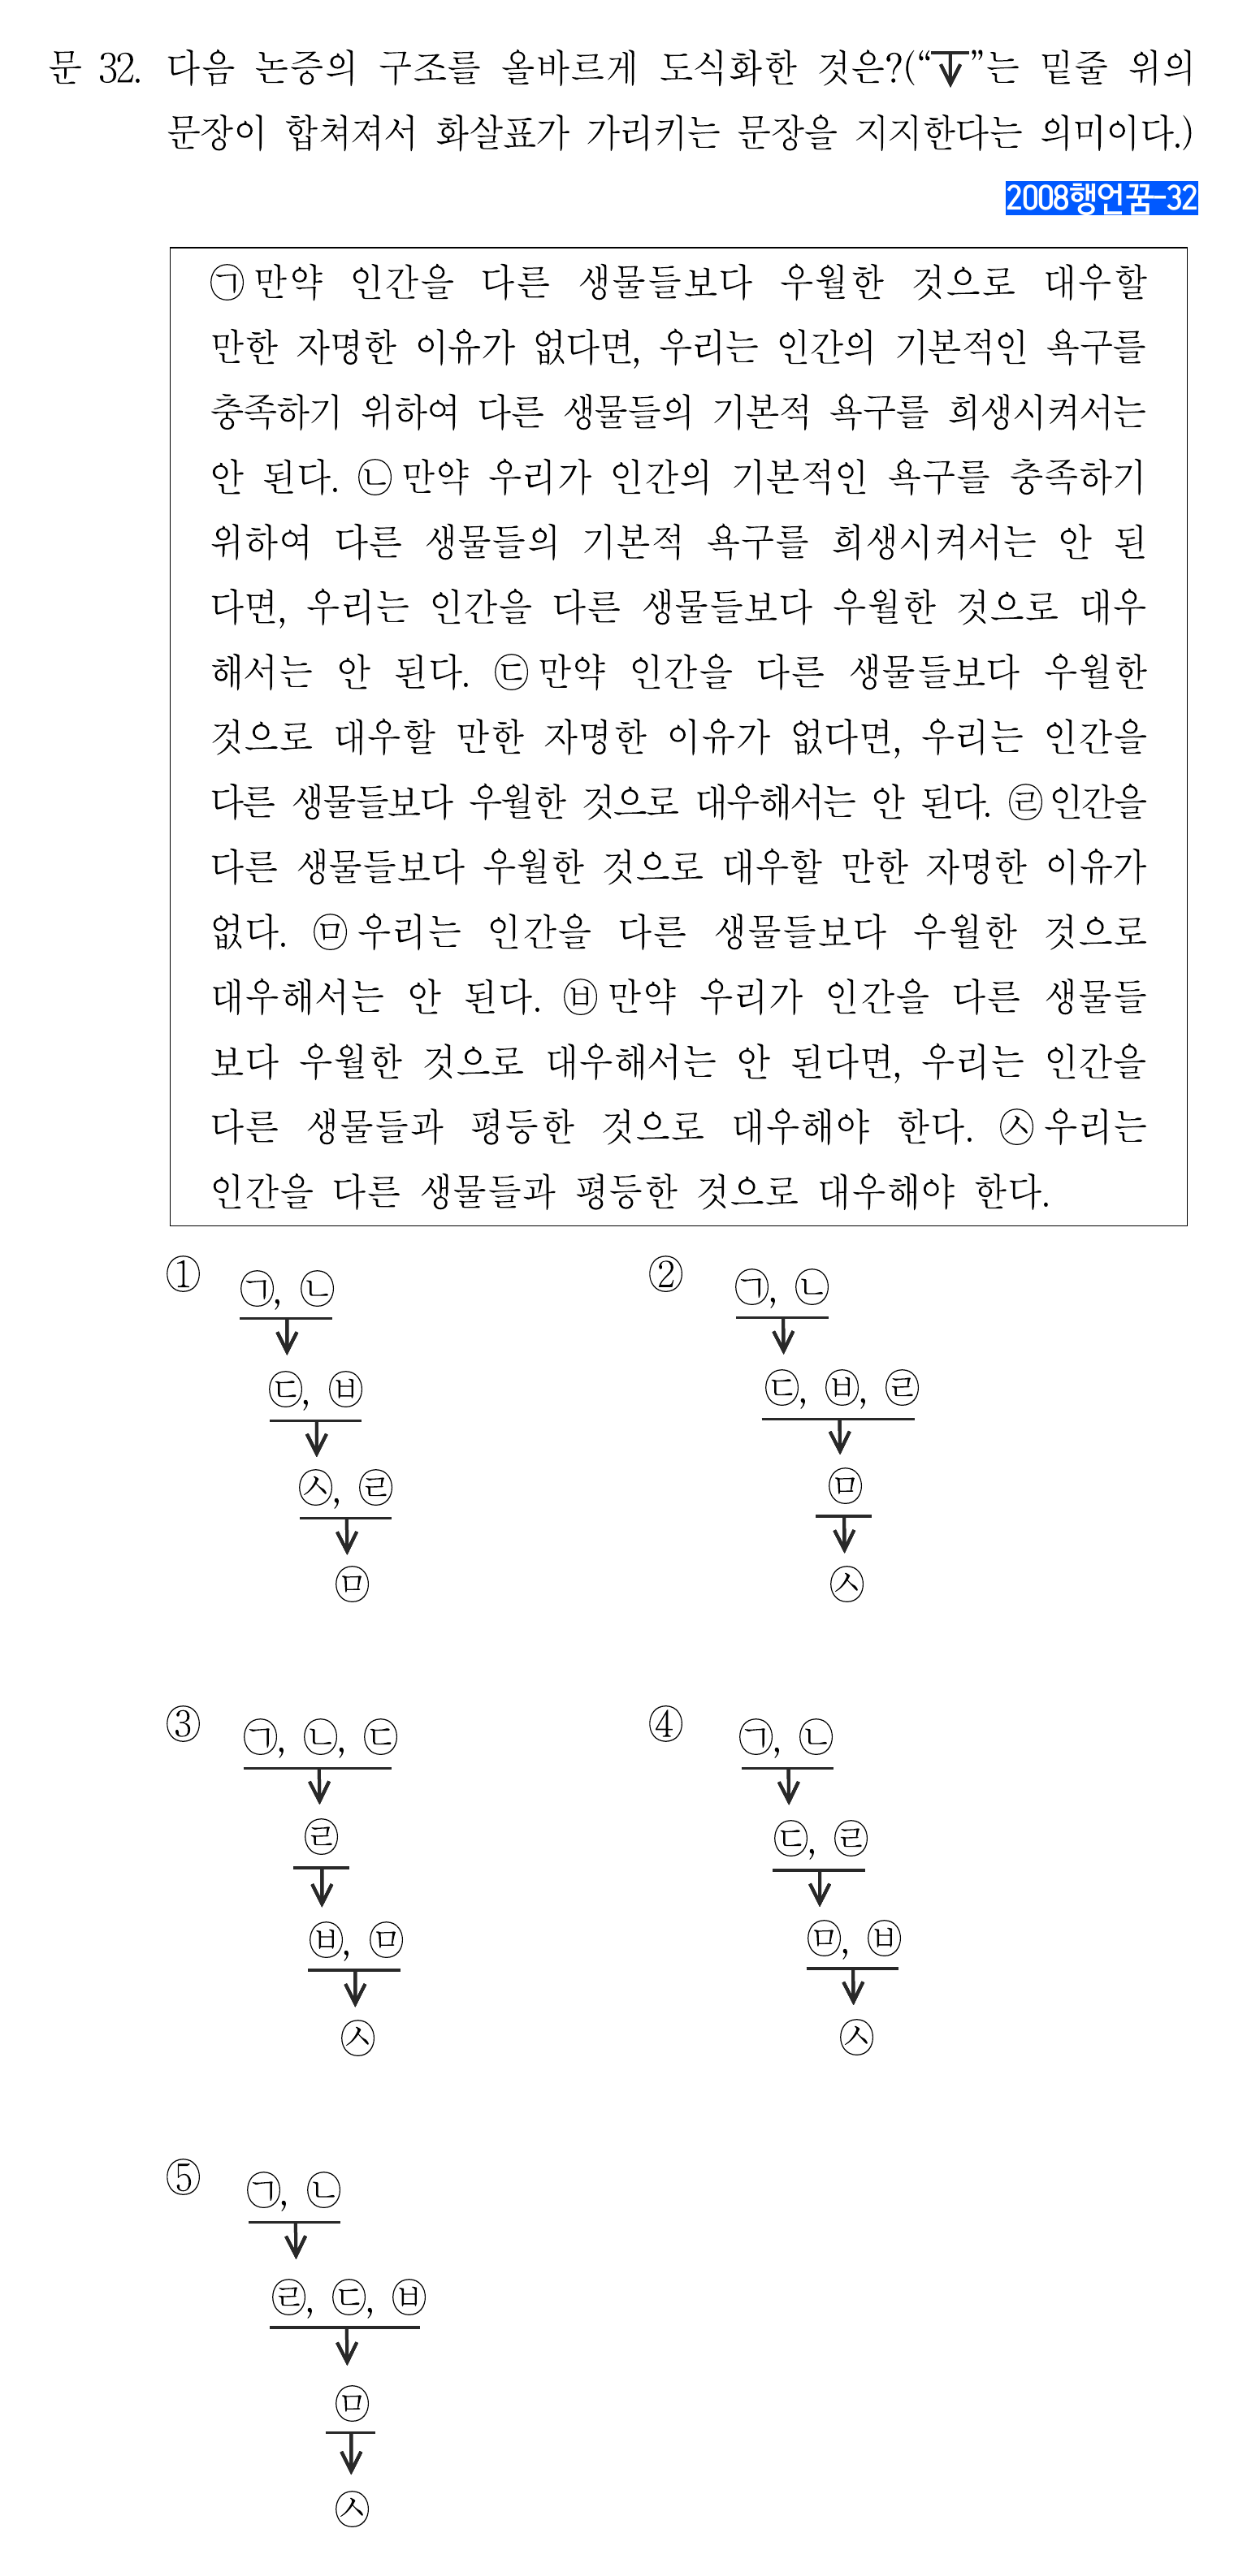 문 32. 다음 논증의 구조를 올바르게 도식화한 것은?(“↓”는 밑줄 위의
문장이 합쳐져서 화살표가 가리키는 문장을 지지한다는 의미이다.)
2008행언꿈-32
㉠만약 인간을 다른 생물들보다 우월한 것으로 대우할
만한 자명한 이유가 없다면, 우리는 인간의 기본적인 욕구를
충족하기 위하여 다른 생물들의 기본적 욕구를 희생시켜서는
안 된다. ㉡만약 우리가 인간의 기본적인 욕구를 충족하기
위하여 다른 생물들의 기본적 욕구를 희생시켜서는 안 된
다면, 우리는 인간을 다른 생물들보다 우월한 것으로 대우
해서는 안 된다. ㉢만약 인간을 다른 생물들보다 우월한
것으로 대우할 만한 자명한 이유가 없다면, 우리는 인간을
다른 생물들보다 우월한 것으로 대우해서는 안 된다. ㉣인간을
다른 생물들보다 우월한 것으로 대우할 만한 자명한 이유가
없다. ㉤우리는 인간을 다른 생물들보다 우월한 것으로
대우해서는 안 된다. ㉥만약 우리가 인간을 다른 생물들
보다 우월한 것으로 대우해서는 안 된다면, 우리는 인간을
다른 생물들과 평등한 것으로 대우해야 한다. ㉦우리는
인간을 다른 생물들과 평등한 것으로 대우해야 한다.
① ㉠, ㉡
㉢, ㉥
㉦, ㉣
㉤
② ㉠, ㉡
㉢, ㉥, ㉣
㉤
㉦
③ ㉠, ㉡, ㉢
㉣
㉥, ㉤
㉦
④ ㉠, ㉡
㉢, ㉣
㉤, ㉥
㉦
⑤ ㉠, ㉡
㉣, ㉢, ㉥
㉤
㉦